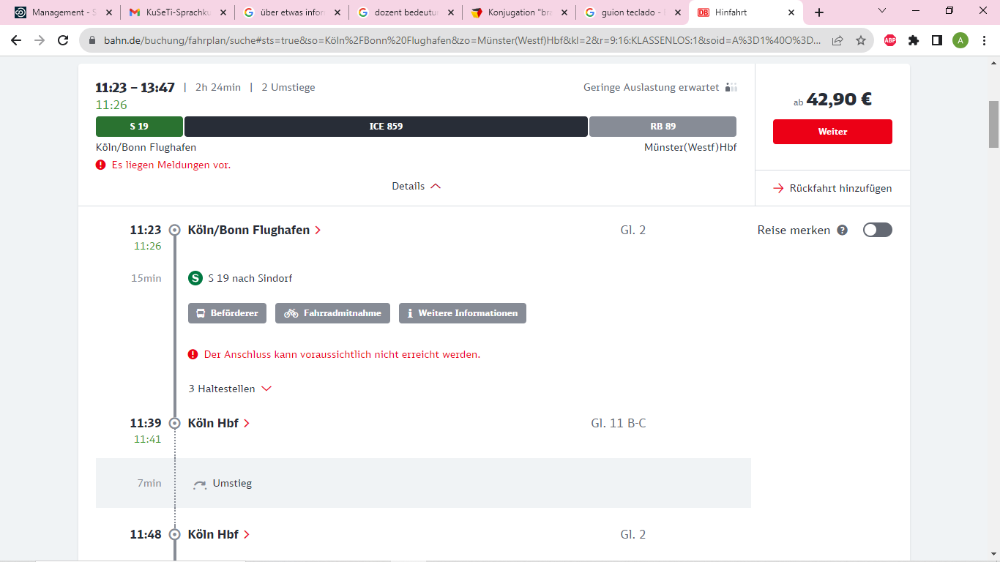 Management - S
KuSeTi-Sprachku
über etwas infor
dozent bedeutun
Konjugation "bra
guion teclado -
DB Hinfahrt
bahn.de/buchung/fahrplan/suche#sts=true&so=Köln%2FBonn%20Flughafen&zo=Münster(Westf)Hbf&kl=2&r=9:16:KLASSENLOS:1&soid=A%3D1%40O%3D...
ABP
A
11:23 – 13:47 | 2h 24min | 2 Umstiege
Geringe Auslastung erwartet
11:26
S 19
ICE 859
RB 89
Köln/Bonn Flughafen
Münster(Westf)Hbf
Es liegen Meldungen vor.
Details
ab 42,90 €
Weiter
Rückfahrt hinzufügen
11:23 Köln/Bonn Flughafen Gl. 2
11:26
Reise merken ?
15min S S 19 nach Sindorf
Beförderer
Fahrradmitnahme
i Weitere Informationen
Der Anschluss kann voraussichtlich nicht erreicht werden.
3 Haltestellen
11:39 Köln Hbf Gl. 11 B-C
11:41
7min Umstieg
11:48 Köln Hbf Gl. 2